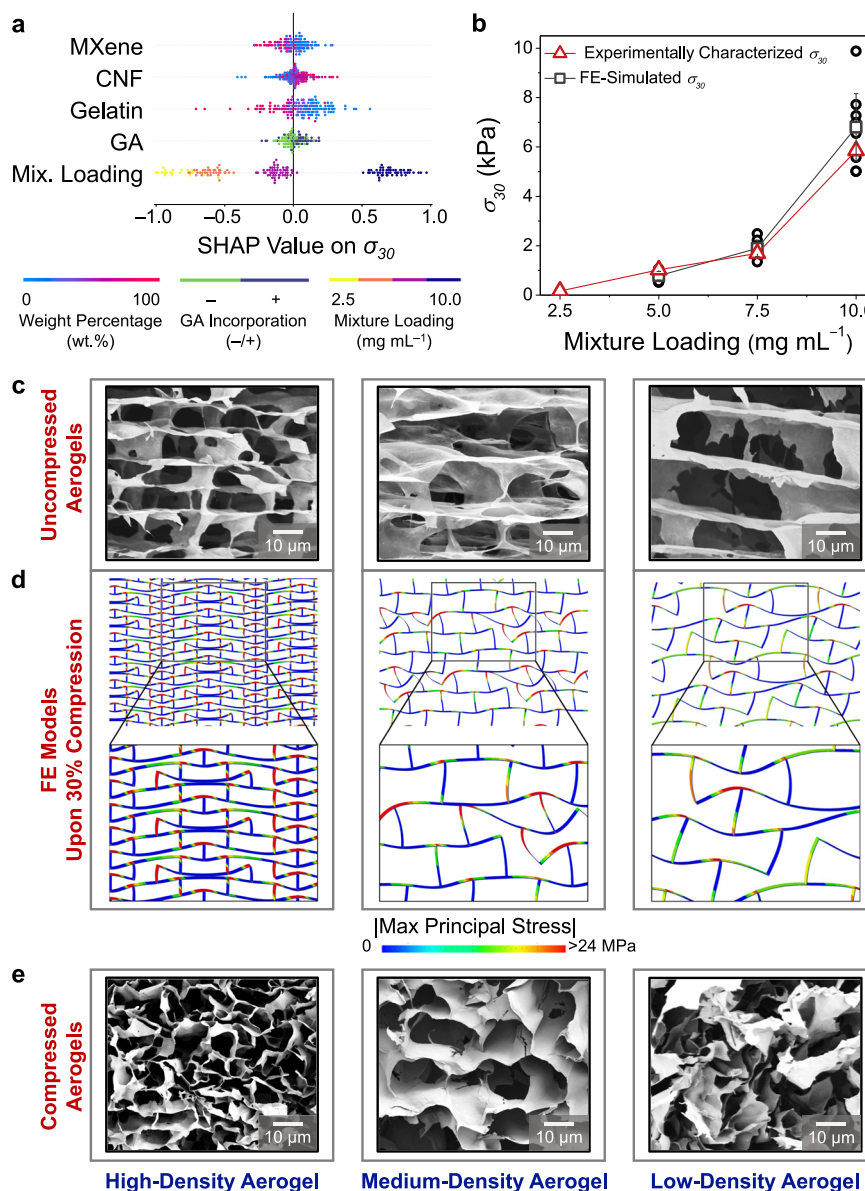 a
MXene
CNF
Gelatin
GA
Mix. Loading
−1.0 −0.5 0.0 0.5 1.0
SHAP Value on σ30
0 100
Weight Percentage
(wt.%)
− +
GA Incorporation
(−/+)
2.5 10.0
Mixture Loading
(mg mL−1)
b
10
8
6
4
2
0
σ30 (kPa)
Experimentally Characterized σ30
FE-Simulated σ30
2.5 5.0 7.5 10.0
Mixture Loading (mg mL−1)
c
Uncompressed
Aerogels
10 µm
10 µm
10 µm
d
FE Models
Upon 30% Compression
|Max Principal Stress|
0 >24 MPa
e
Compressed
Aerogels
10 µm
10 µm
10 µm
High-Density Aerogel
Medium-Density Aerogel
Low-Density Aerogel